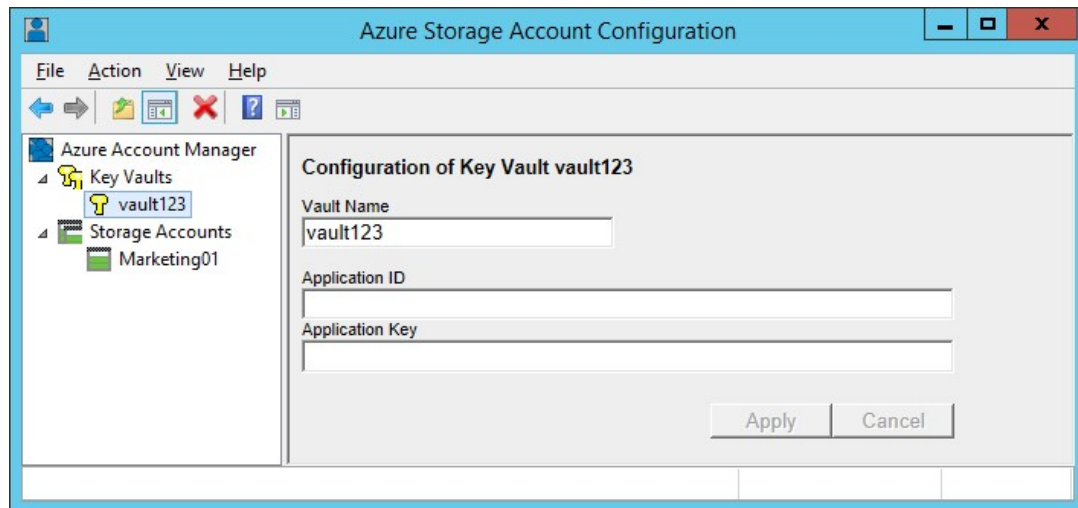 Azure Storage Account Configuration
File Action View Help
Azure Account Manager
Key Vaults
vault123
Storage Accounts
Marketing01
Configuration of Key Vault vault123
Vault Name
vault123
Application ID
Application Key
Apply Cancel